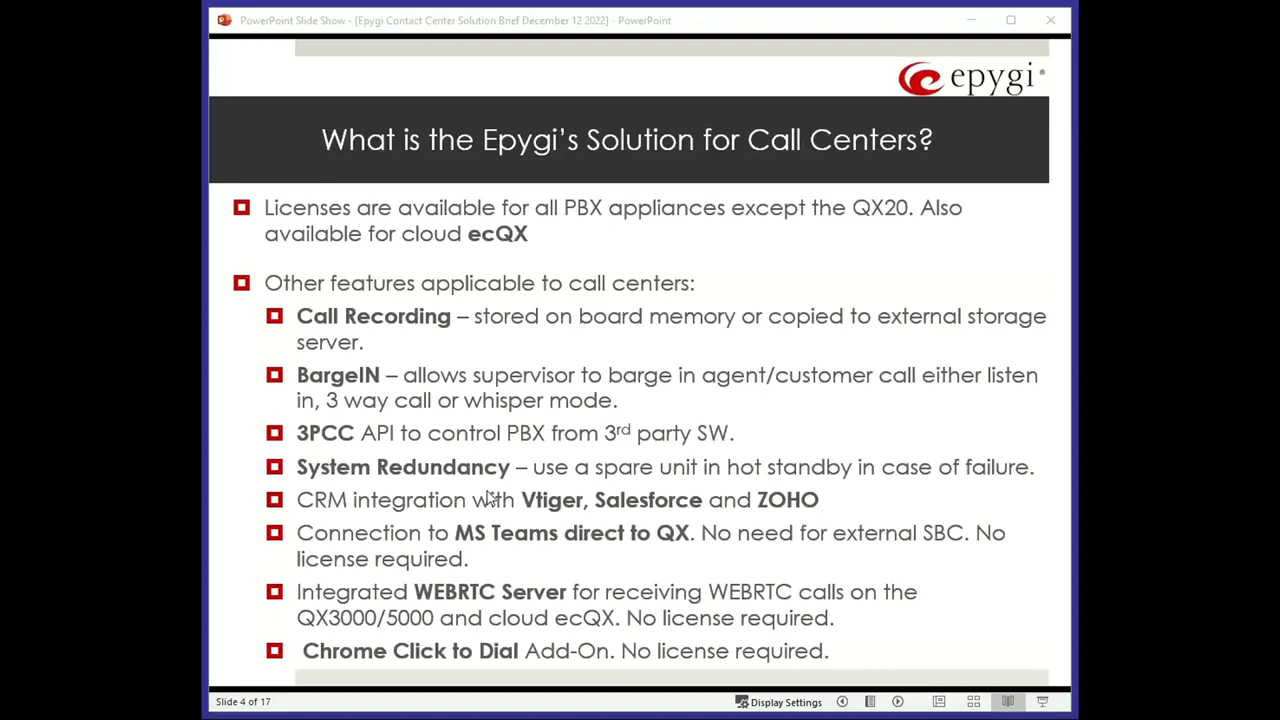 PowerPoint Slide Show - [Epygi Contact Center Solution Brief December 12 2022] - PowerPoint
epygi®
What is the Epygi's Solution for Call Centers?
Licenses are available for all PBX appliances except the QX20. Also
available for cloud ecQX
Other features applicable to call centers:
Call Recording – stored on board memory or copied to external storage
server.
BargeIN – allows supervisor to barge in agent/customer call either listen
in, 3 way call or whisper mode.
3PCC API to control PBX from 3rd party SW.
System Redundancy – use a spare unit in hot standby in case of failure.
CRM integration with Vtiger, Salesforce and ZOHO
Connection to MS Teams direct to QX. No need for external SBC. No
license required.
Integrated WEBRTC Server for receiving WEBRTC calls on the
QX3000/5000 and cloud ecQX. No license required.
Chrome Click to Dial Add-On. No license required.
Slide 4 of 17
Display Settings